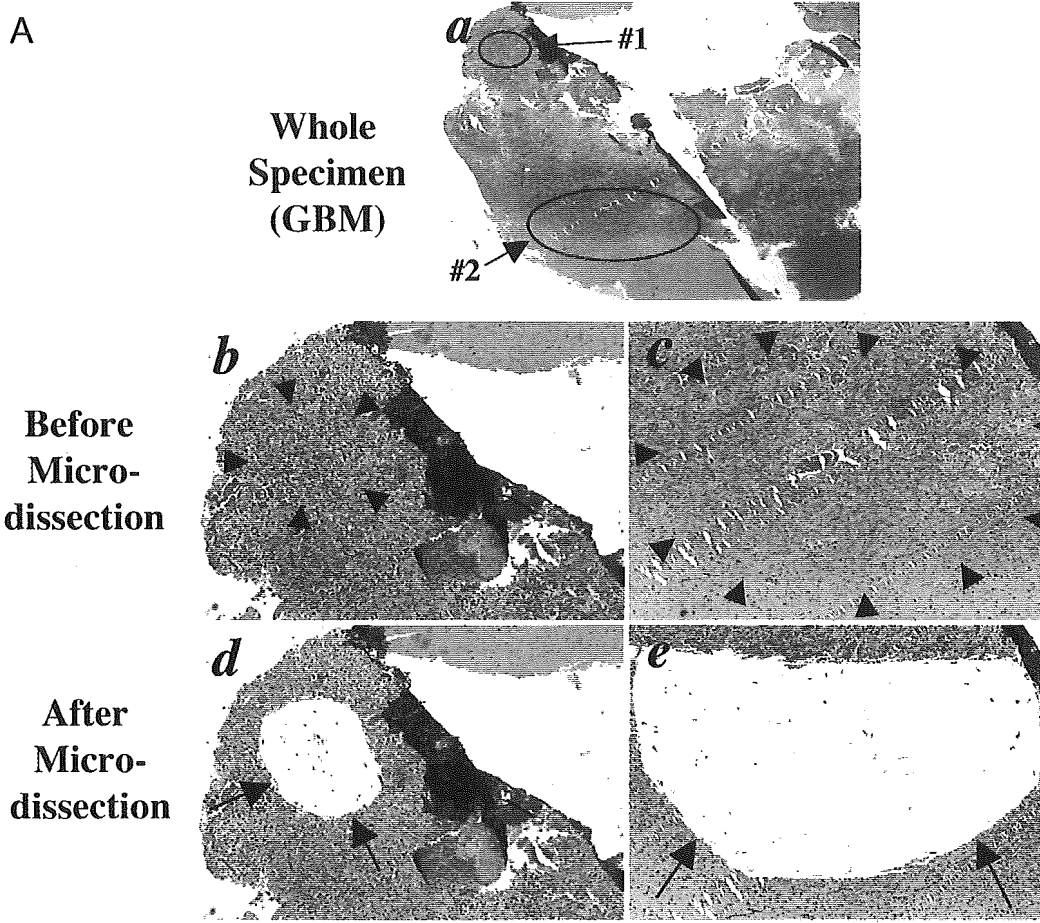 A
a
#1
Whole
Specimen
(GBM)
#2
b
c
Before
Micro-
dissection
d
e
After
Micro-
dissection